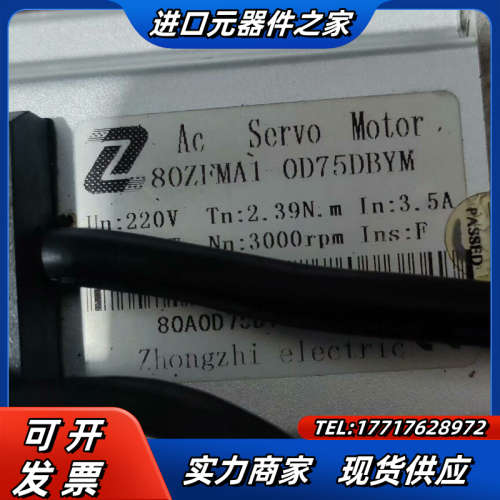 进口元器件之家
Ac Servo Motor
80ZFMA1 0D75DBYM
Un:220V Tn:2.39N.m In:3.5A
Nn:3000rpm Ins:F
PASSED
80A0D75
Zhongzhi electric
TEL:17717628972
可开发票
实力商家 现货供应